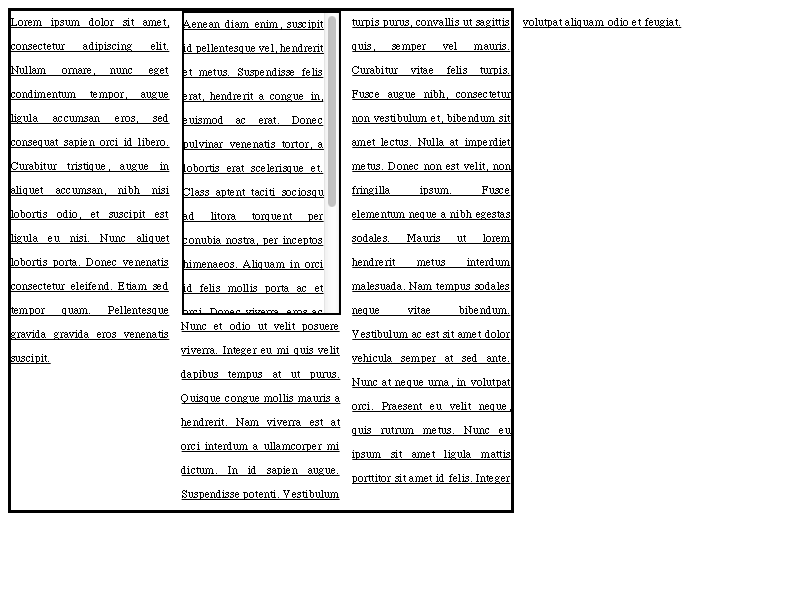 Lorem ipsum dolor sit amet,
consectetur adipiscing elit.
Nullam ornare, nunc eget
condimentum tempor, augue
ligula accumsan eros, sed
consequat sapien orci id libero.
Curabitur tristique, augue in
aliquet accumsan, nibh nisi
lobortis odio, et suscipit est
ligula eu nisi. Nunc aliquet
lobortis porta. Donec venenatis
consectetur eleifend. Etiam sed
tempor quam. Pellentesque
gravida gravida eros venenatis
suscipit.
Aenean diam enim, suscipit
id pellentesque vel, hendrerit
et metus. Suspendisse felis
erat, hendrerit a congue in,
euismod ac erat. Donec
pulvinar venenatis tortor, a
lobortis erat scelerisque et.
Class aptent taciti sociosqu
ad litora torquent per
conubia nostra, per inceptos
himenaeos. Aliquam in orci
id felis mollis porta ac et
orci. Donec viverra eros ac
Nunc et odio ut velit posuere
viverra. Integer eu mi quis velit
dapibus tempus at ut purus.
Quisque congue mollis mauris a
hendrerit. Nam viverra est at
orci interdum a ullamcorper mi
dictum. In id sapien augue.
Suspendisse potenti. Vestibulum
turpis purus, convallis ut sagittis
quis, semper vel mauris.
Curabitur vitae felis turpis.
Fusce augue nibh, consectetur
non vestibulum et, bibendum sit
amet lectus. Nulla at imperdiet
metus. Donec non est velit, non
fringilla ipsum. Fusce
elementum neque a nibh egestas
sodales. Mauris ut lorem
hendrerit metus interdum
malesuada. Nam tempus sodales
neque vitae bibendum.
Vestibulum ac est sit amet dolor
vehicula semper at sed ante.
Nunc at neque urna, in volutpat
orci. Praesent eu velit neque,
quis rutrum metus. Nunc eu
ipsum sit amet ligula mattis
porttitor sit amet id felis. Integer
volutpat aliquam odio et feugiat.